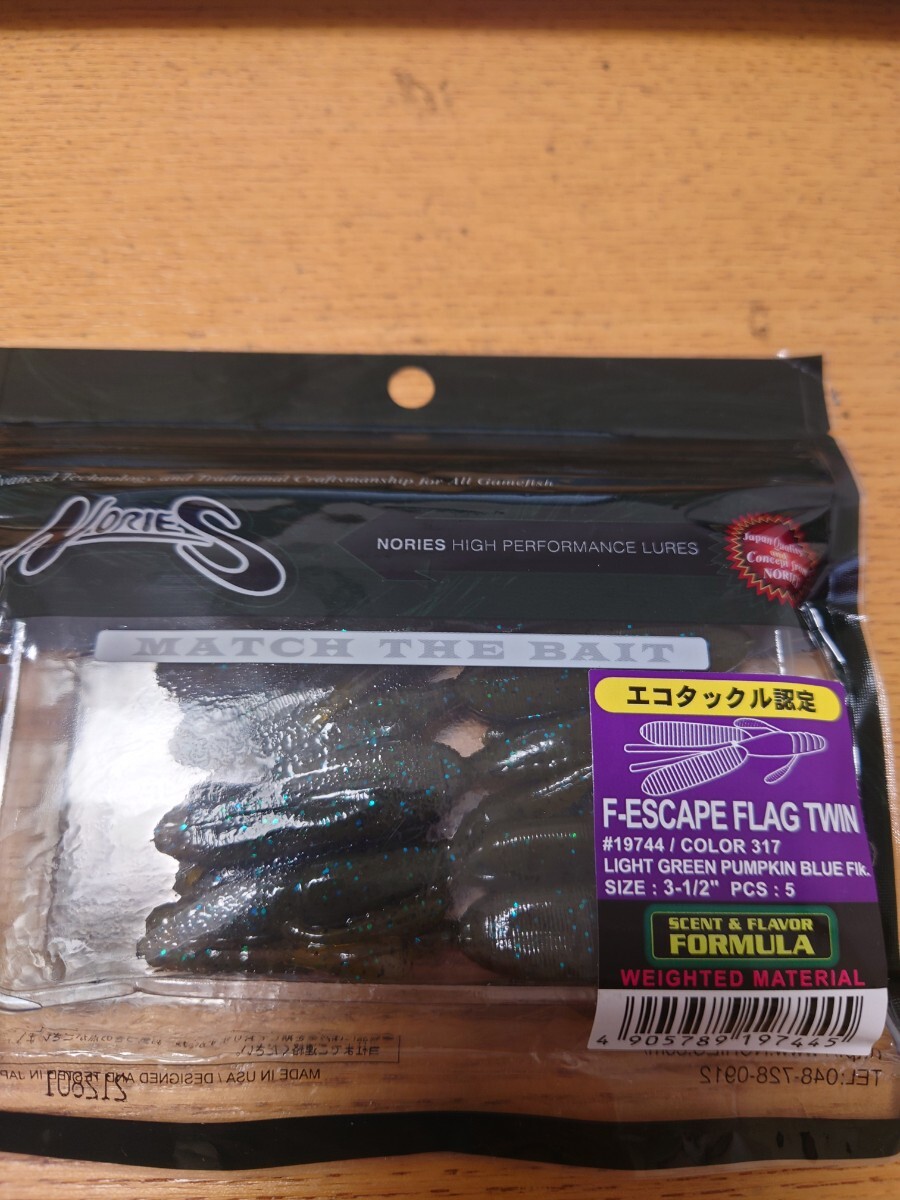 dvanced Technology and Traditional Craftsmanship for All Gamefish
NORIES
NORIES HIGH PERFORMANCE LURES
Japan Quality
Concept from
NORIES
MATCH THE BAIT
エコタックル認定
F-ESCAPE FLAG TWIN
#19744 / COLOR 317
LIGHT GREEN PUMPKIN BLUE Flk.
SIZE : 3-1/2" PCS : 5
SCENT & FLAVOR
FORMULA
WEIGHTED MATERIAL
4 905789 197445
MADE IN USA / DESIGNED AND TESTED IN JAP
TEL:048-728-0912